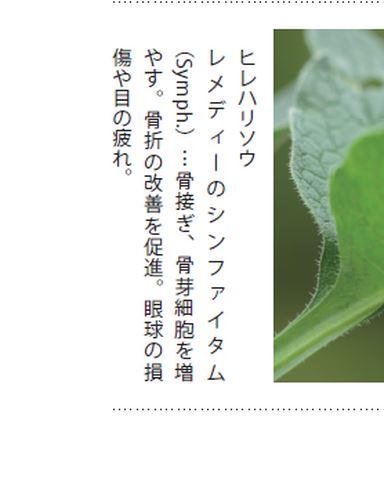 ヒレハリソウ
レメディーのシンファイタム
(Symph.) …骨接ぎ、骨芽細胞を増
やす。骨折の改善を促進。眼球の損
傷や目の疲れ。